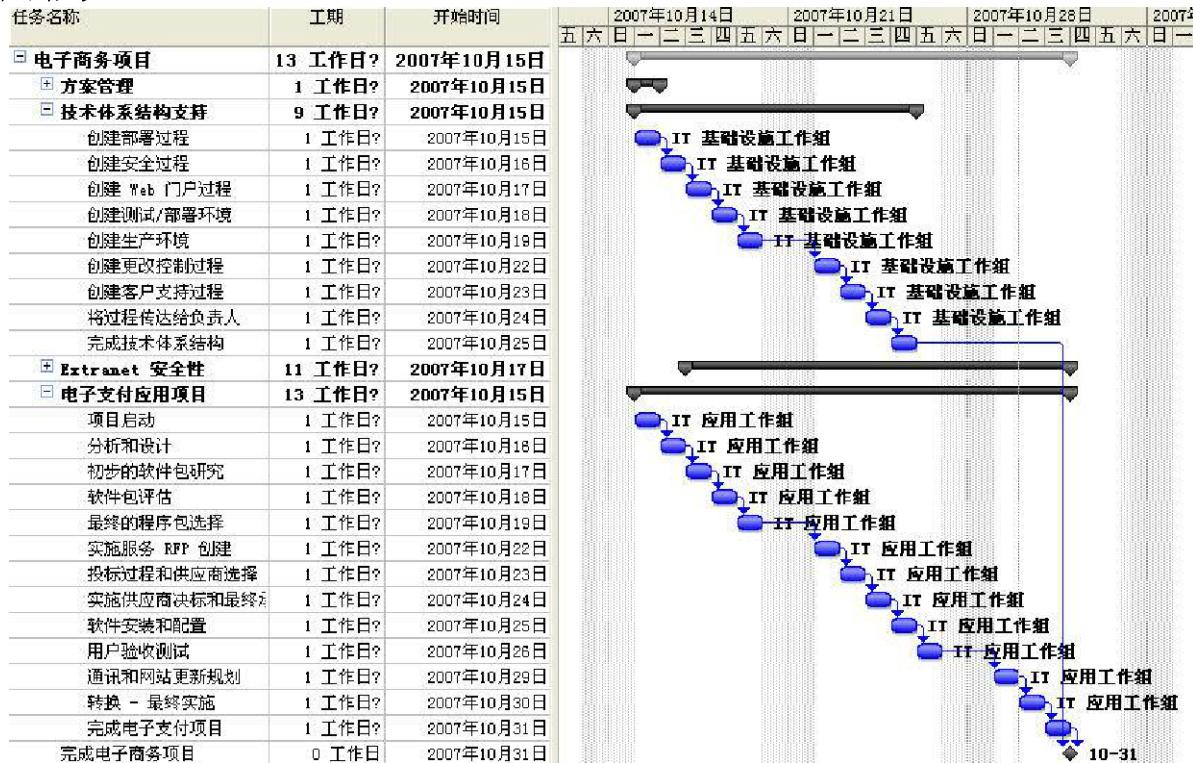 任务名称 工期 开始时间 2007年10月14日 2007年10月21日 2007年10月28日 2007年
五 六 日 一 二 三 四 五 六 日 一 二 三 四 五 六 日 一 二 三 四 五 六 日 一
电子商务项目 13 工作日? 2007年10月15日
方案管理 1 工作日? 2007年10月15日
技术体系结构支持 9 工作日? 2007年10月15日
创建部署过程 1 工作日? 2007年10月15日 IT 基础设施工作组
创建安全过程 1 工作日? 2007年10月16日 IT 基础设施工作组
创建 Web 门户过程 1 工作日? 2007年10月17日 IT 基础设施工作组
创建测试/部署环境 1 工作日? 2007年10月18日 IT 基础设施工作组
创建生产环境 1 工作日? 2007年10月19日 IT 基础设施工作组
创建更改控制过程 1 工作日? 2007年10月22日 IT 基础设施工作组
创建客户支持过程 1 工作日? 2007年10月23日 IT 基础设施工作组
将过程传达给负责人 1 工作日? 2007年10月24日 IT 基础设施工作组
完成技术体系结构 1 工作日? 2007年10月25日
Extranet 安全性 11 工作日? 2007年10月17日
电子支付应用项目 13 工作日? 2007年10月15日
项目启动 1 工作日? 2007年10月15日 IT 应用工作组
分析和设计 1 工作日? 2007年10月16日 IT 应用工作组
初步的软件包研究 1 工作日? 2007年10月17日 IT 应用工作组
软件包评估 1 工作日? 2007年10月18日 IT 应用工作组
最终的程序包选择 1 工作日? 2007年10月19日 IT 应用工作组
实施服务 RFP 创建 1 工作日? 2007年10月22日 IT 应用工作组
投标过程和供应商选择 1 工作日? 2007年10月23日 IT 应用工作组
实施供应商决标和最终 1 工作日? 2007年10月24日 IT 应用工作组
软件安装和配置 1 工作日? 2007年10月25日 IT 应用工作组
用户验收测试 1 工作日? 2007年10月26日 IT 应用工作组
通讯和网站更新规划 1 工作日? 2007年10月29日 IT 应用工作组
转换 - 最终实施 1 工作日? 2007年10月30日 IT 应用工作组
完成电子支付项目 1 工作日? 2007年10月31日
完成电子商务项目 0 工作日 2007年10月31日 10-31